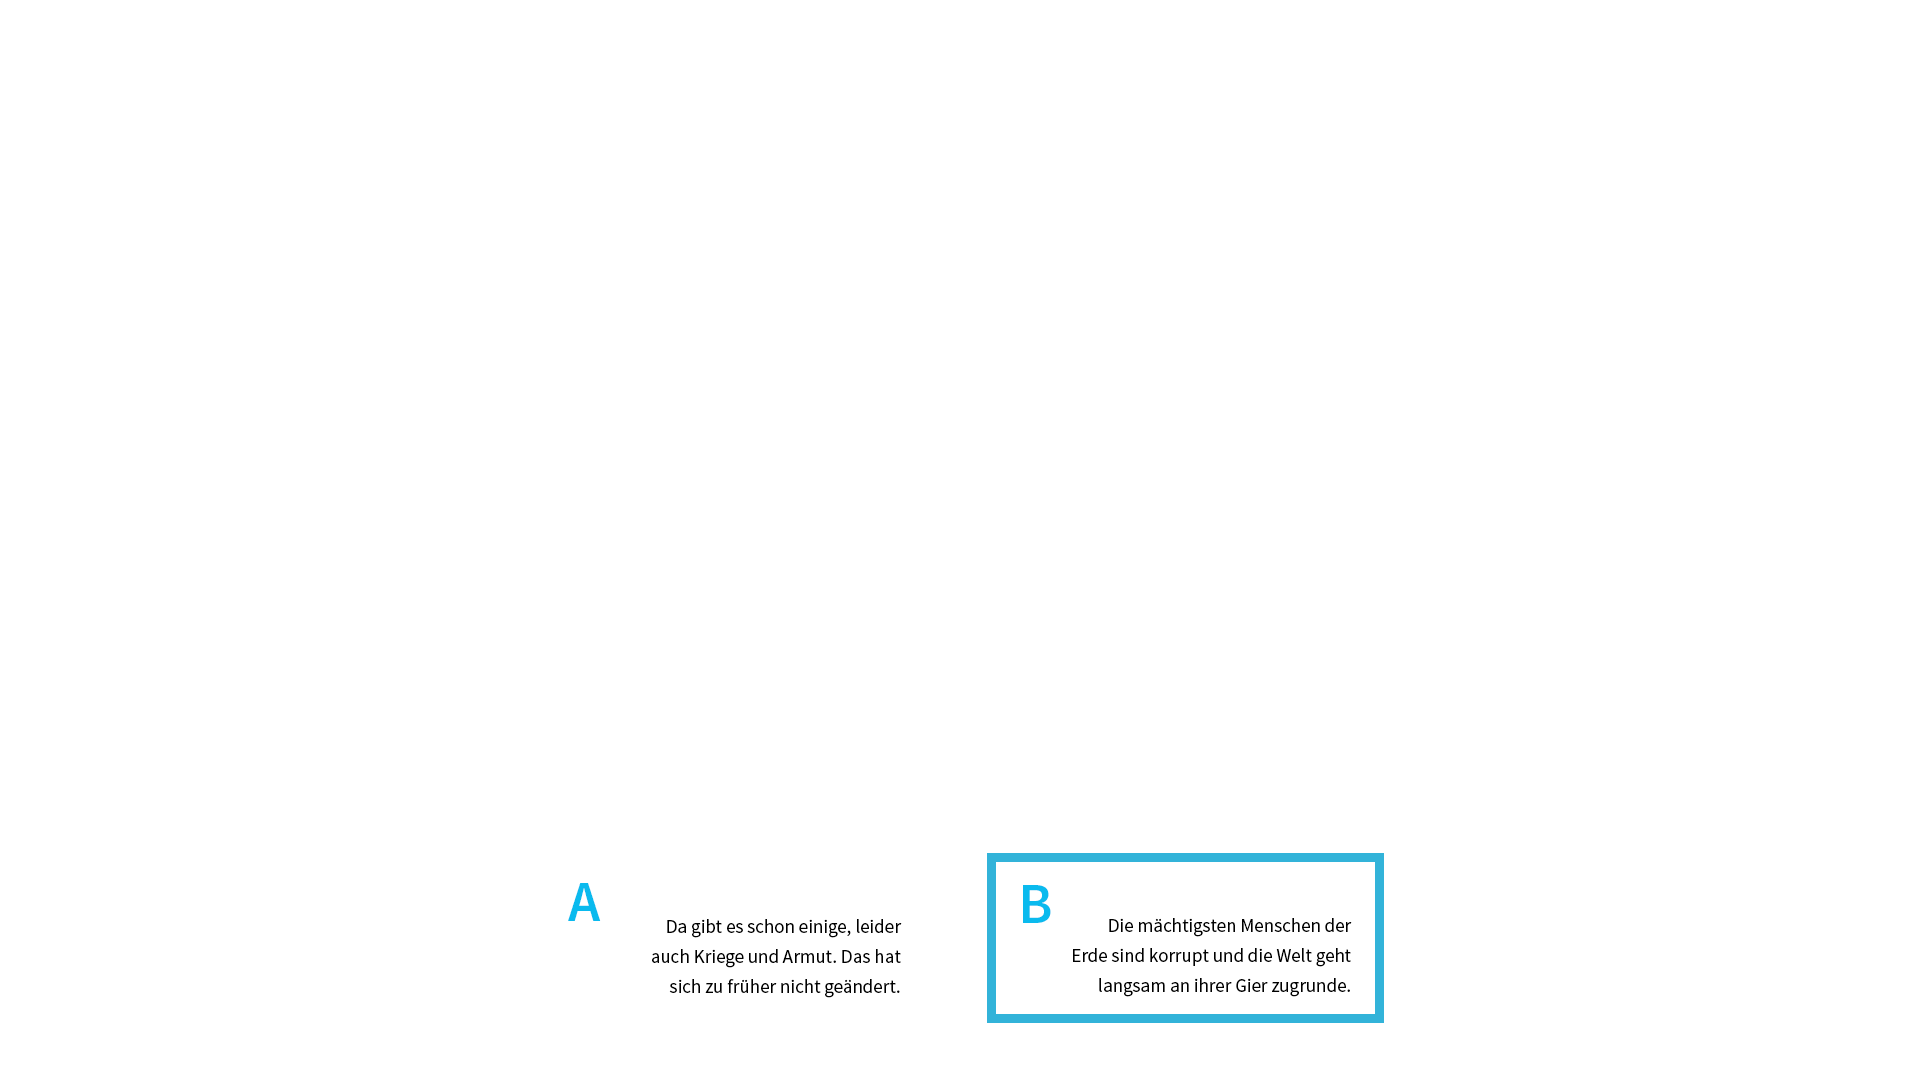 A
Da gibt es schon einige, leider
auch Kriege und Armut. Das hat
sich zu früher nicht geändert.
B
Die mächtigsten Menschen der
Erde sind korrupt und die Welt geht
langsam an ihrer Gier zugrunde.